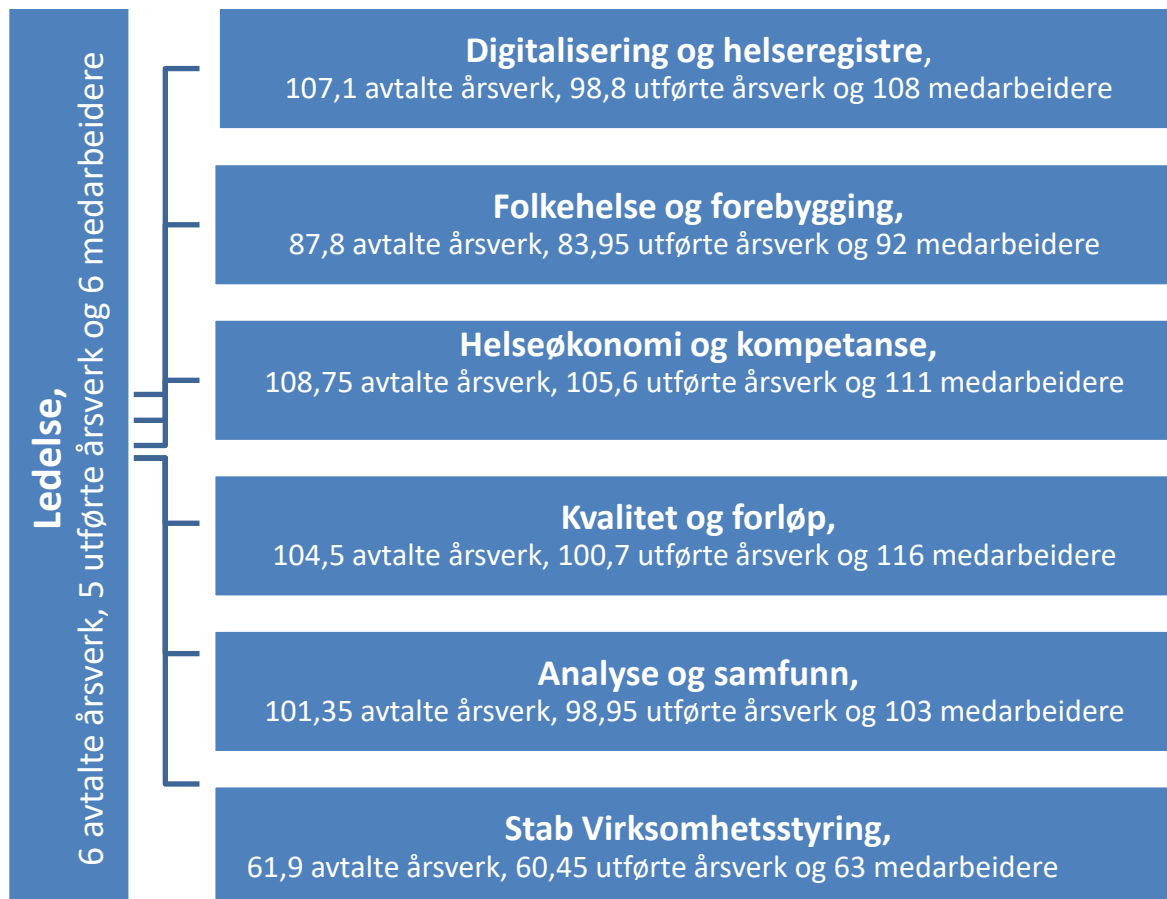 Ledelse,
6 avtalte årsverk, 5 utførte årsverk og 6 medarbeidere
Digitalisering og helseregistre,
107,1 avtalte årsverk, 98,8 utførte årsverk og 108 medarbeidere
Folkehelse og forebygging,
87,8 avtalte årsverk, 83,95 utførte årsverk og 92 medarbeidere
Helseøkonomi og kompetanse,
108,75 avtalte årsverk, 105,6 utførte årsverk og 111 medarbeidere
Kvalitet og forløp,
104,5 avtalte årsverk, 100,7 utførte årsverk og 116 medarbeidere
Analyse og samfunn,
101,35 avtalte årsverk, 98,95 utførte årsverk og 103 medarbeidere
Stab Virksomhetsstyring,
61,9 avtalte årsverk, 60,45 utførte årsverk og 63 medarbeidere